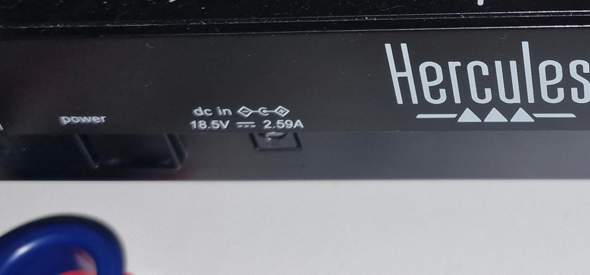 Hercules
dc in
power
18.5V 2.59A